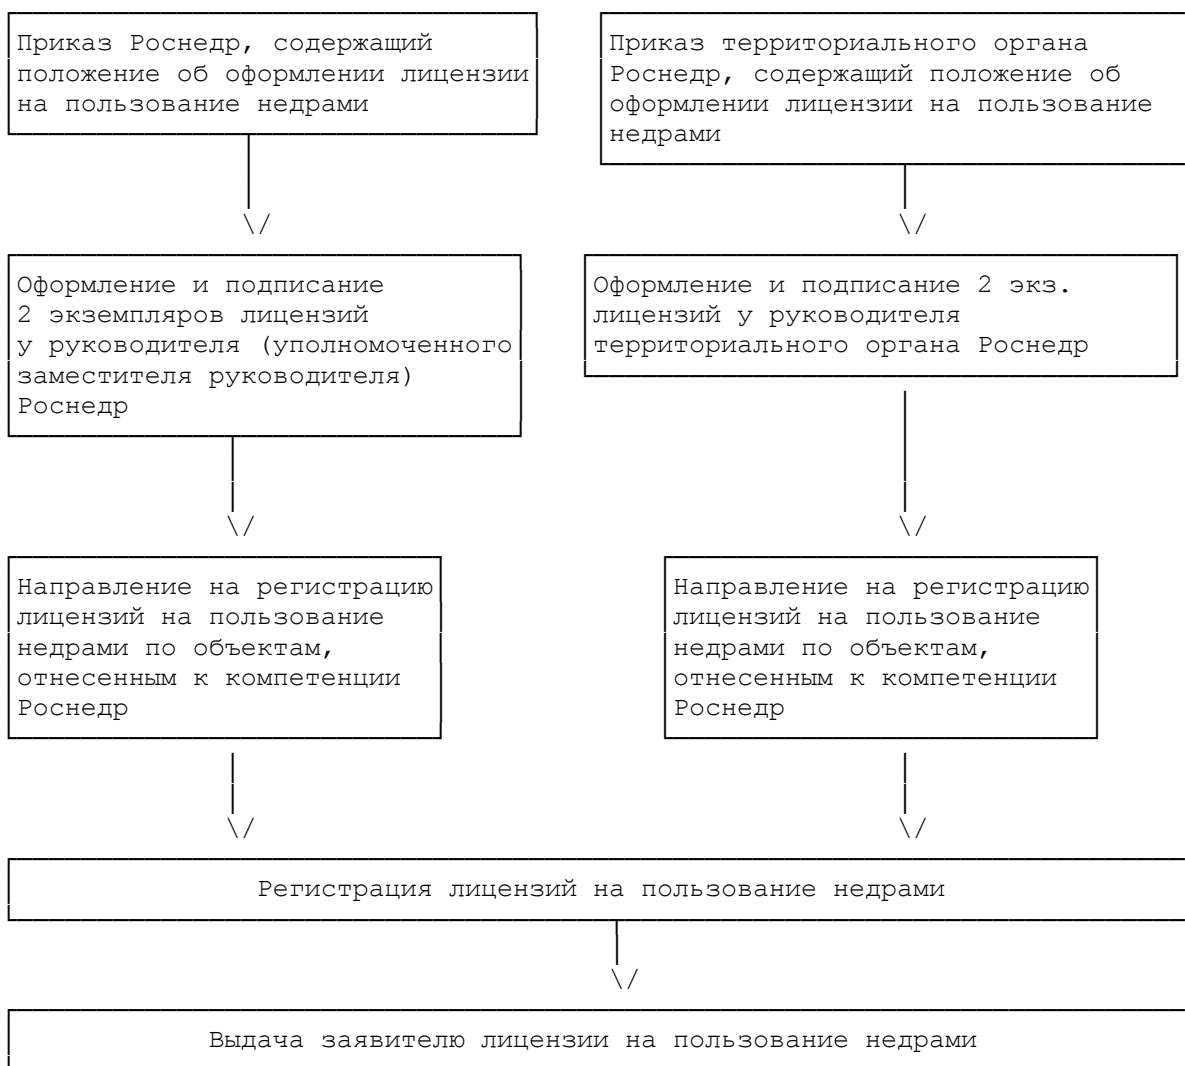 Приказ Роснедр, содержащий
положение об оформлении лицензии
на пользование недрами
Приказ территориального органа
Роснедр, содержащий положение об
оформлении лицензии на пользование
недрами
Оформление и подписание
2 экземпляров лицензий
у руководителя (уполномоченного
заместителя руководителя)
Роснедр
Оформление и подписание 2 экз.
лицензий у руководителя
территориального органа Роснедр
Направление на регистрацию
лицензий на пользование
недрами по объектам,
отнесенным к компетенции
Роснедр
Направление на регистрацию
лицензий на пользование
недрами по объектам,
отнесенным к компетенции
Роснедр
Регистрация лицензий на пользование недрами
Выдача заявителю лицензии на пользование недрами